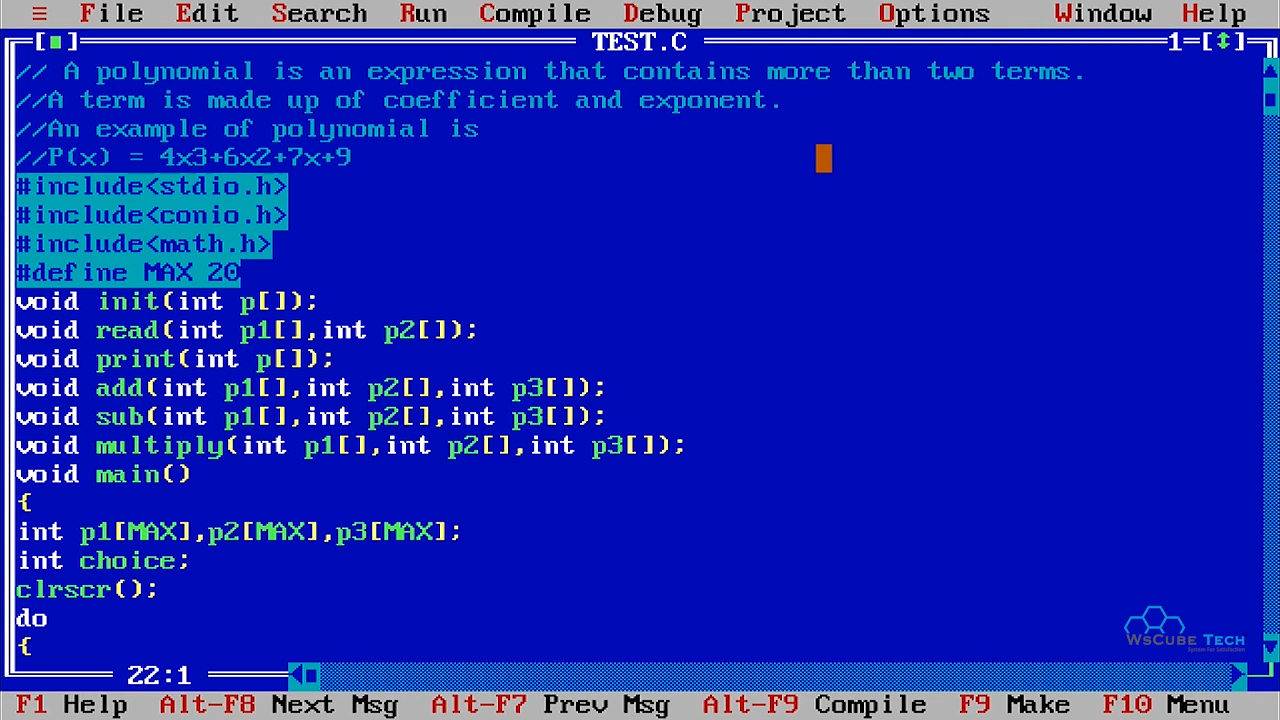 ≡ File Edit Search Run Compile Debug Project Options Window Help
[■] TEST.C 1=[↕]
// A polynomial is an expression that contains more than two terms.
//A term is made up of coefficient and exponent.
//An example of polynomial is
//P(x) = 4x3+6x2+7x+9
#include<stdio.h>
#include<conio.h>
#include<math.h>
#define MAX 20
void init(int p[]);
void read(int p1[],int p2[]);
void print(int p[]);
void add(int p1[],int p2[],int p3[]);
void sub(int p1[],int p2[],int p3[]);
void multiply(int p1[],int p2[],int p3[]);
void main()
{
int p1[MAX],p2[MAX],p3[MAX];
int choice;
clrscr();
do
{
WsCube Tech
System For Satisfaction
22:1
F1 Help Alt-F8 Next Msg Alt-F7 Prev Msg Alt-F9 Compile F9 Make F10 Menu